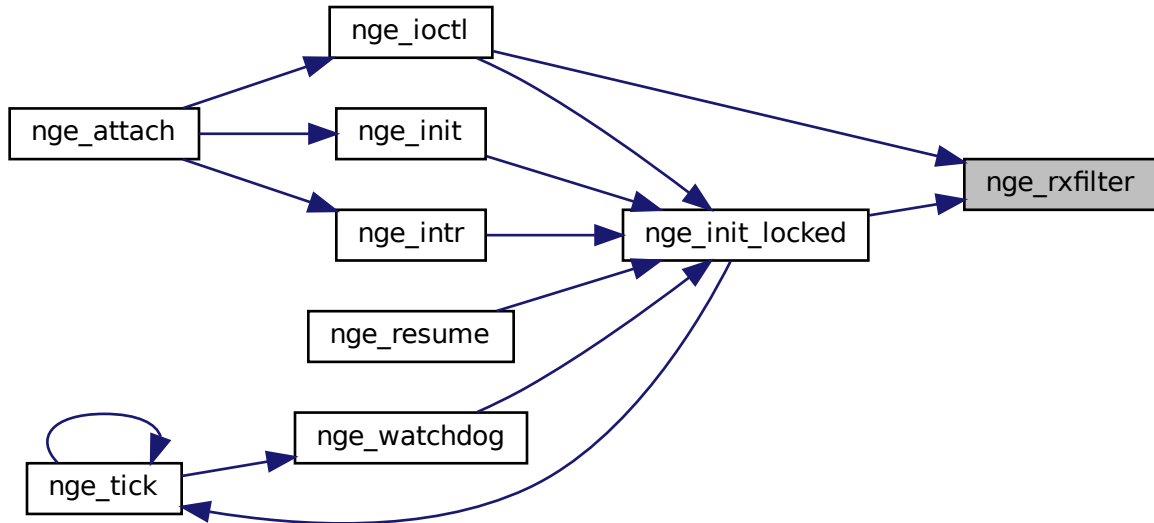 nge_ioctl
nge_attach
nge_init
nge_rxfilter
nge_intr
nge_init_locked
nge_resume
nge_watchdog
nge_tick